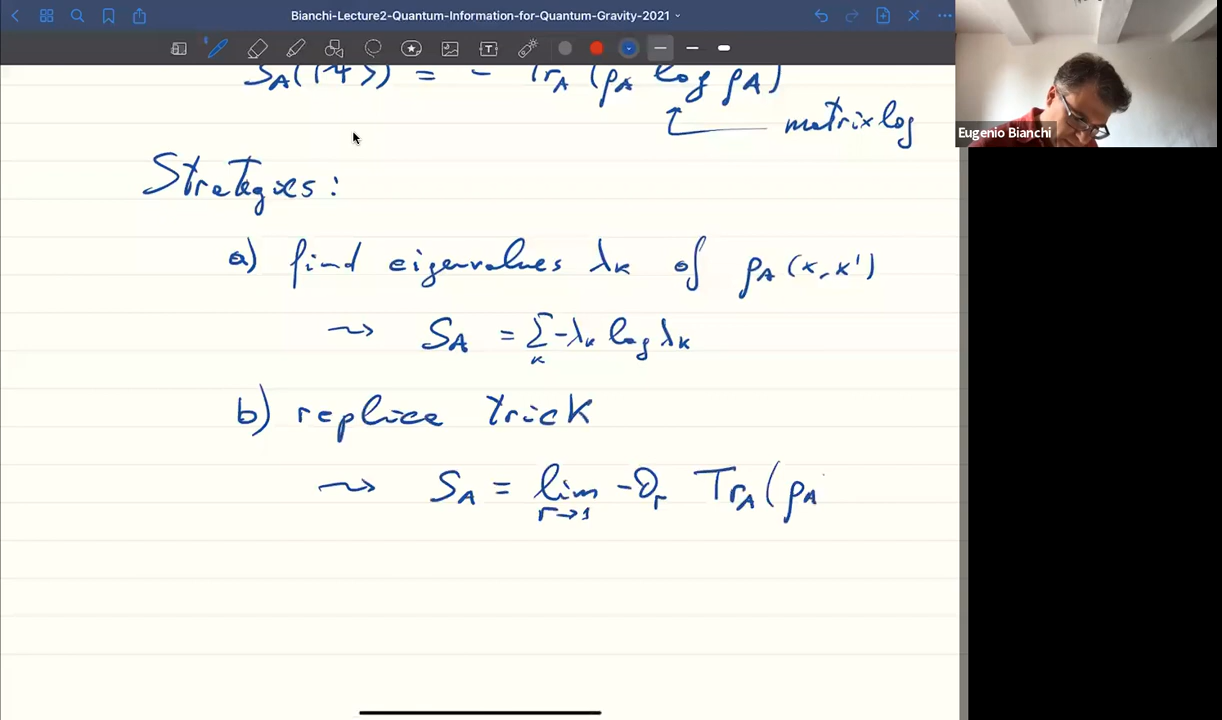 Bianchi-Lecture2-Quantum-Information-for-Quantum-Gravity-2021
S_A(|ψ>) = - Tr_A (ρ_A log ρ_A)
matrix log
Eugenio Bianchi
Strategies:
a) find eigenvalues λ_k of ρ_A (x,x')
⇝ S_A = Σ_k -λ_k log λ_k
b) replica trick
⇝ S_A = lim_{r→1} -∂_r Tr_A (ρ_A